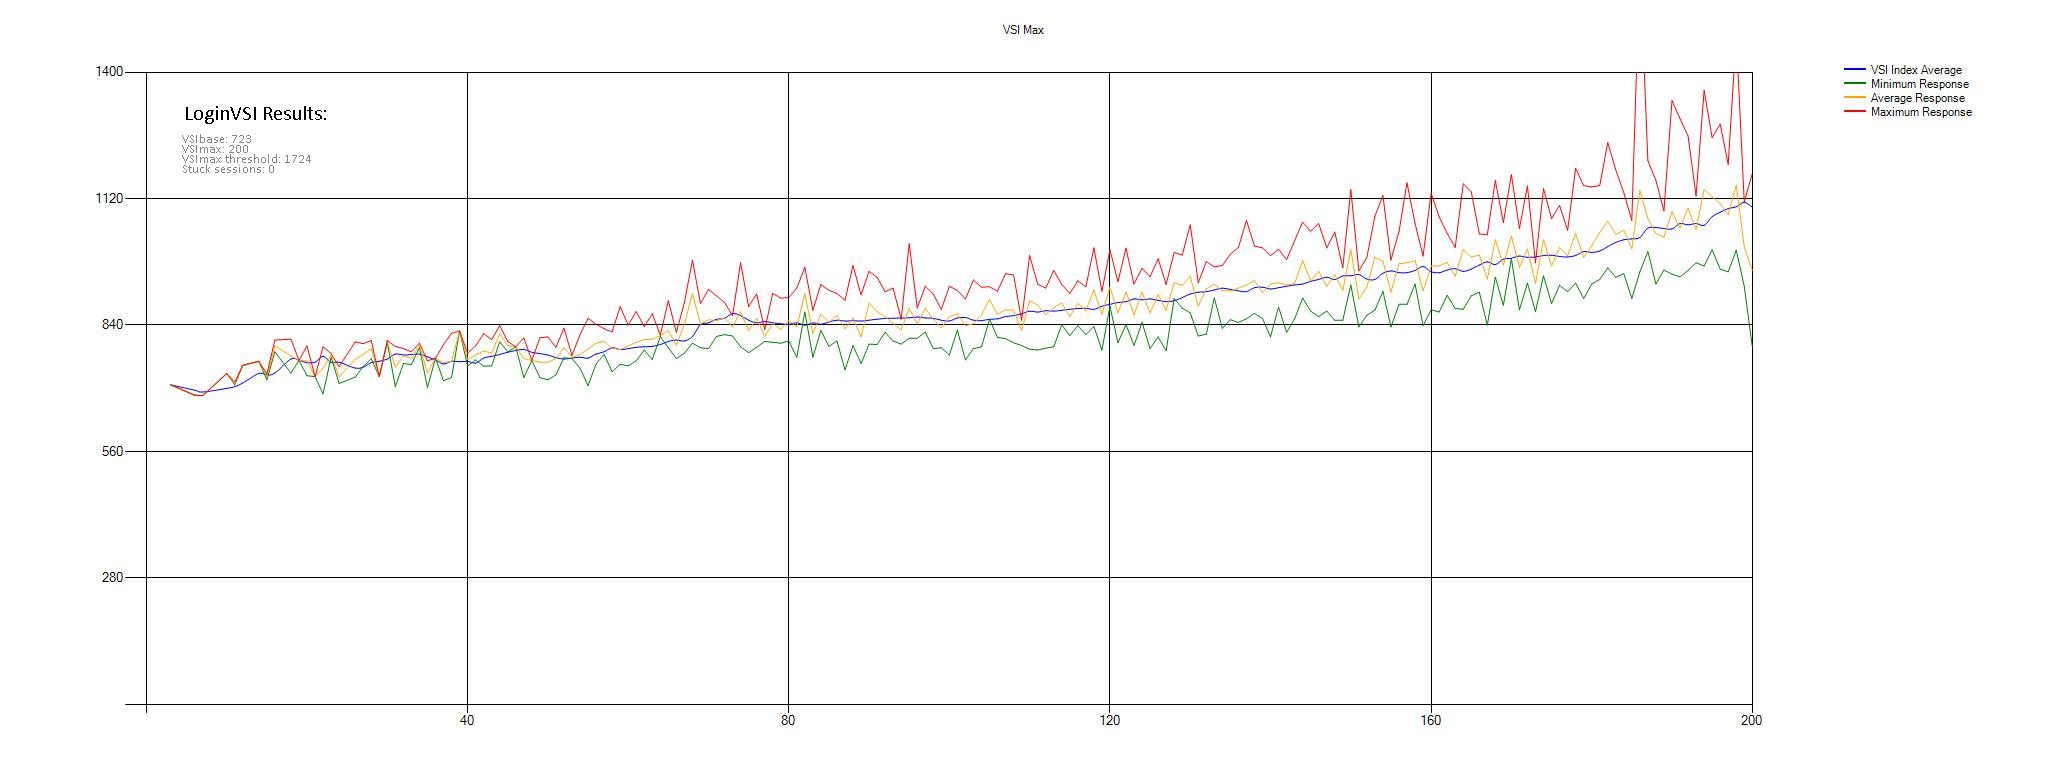 VSI Max
1400
1120
840
560
280
40
80
120
160
200
LoginVSI Results:
VSIbase: 723
VSImax: 200
VSImax threshold: 1724
Stuck sessions: 0
VSI Index Average
Minimum Response
Average Response
Maximum Response